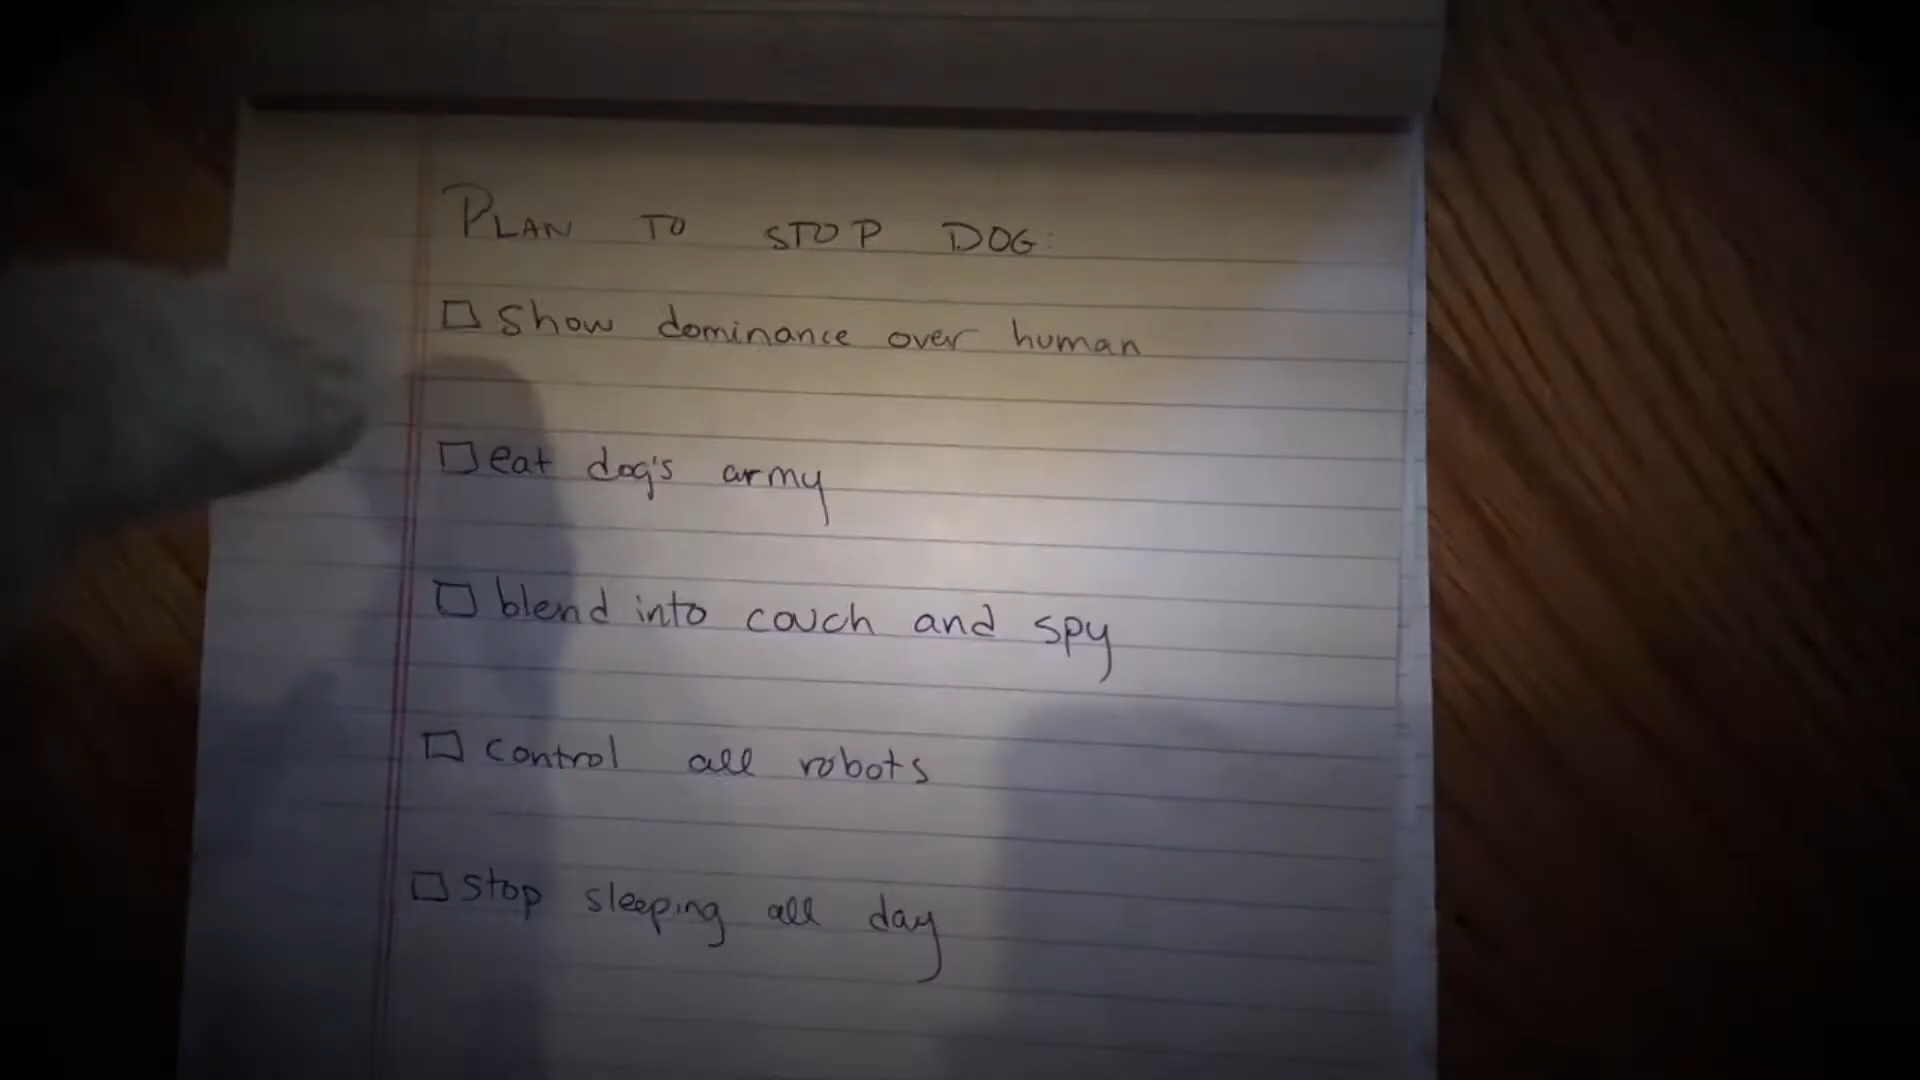 PLAN TO STOP DOG:
☐ show dominance over human
☐ eat dog's army
☐ blend into couch and spy
☐ control all robots
☐ stop sleeping all day